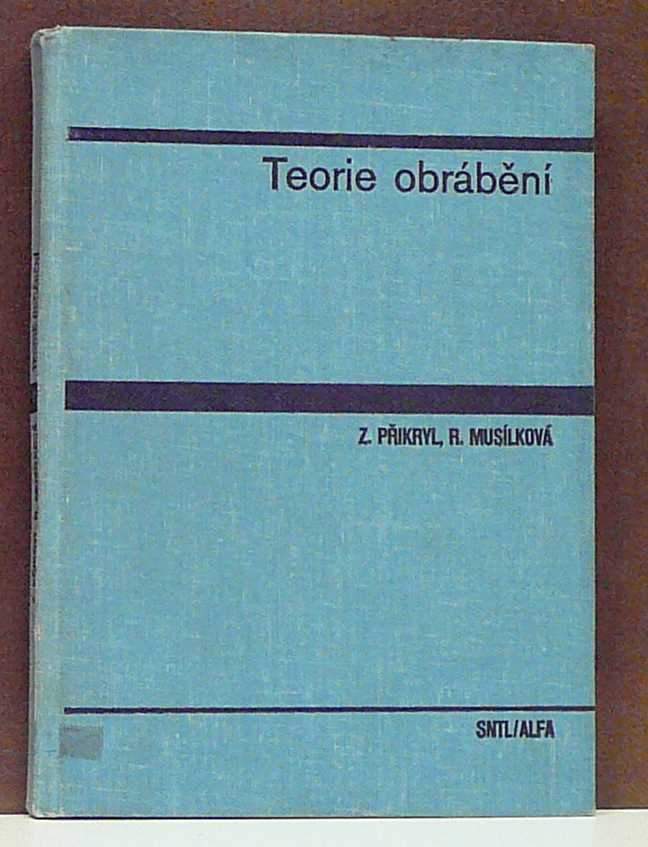 Teorie obrábění
Z. PŘIKRYL, R. MUSÍLKOVÁ
SNTL/ALFA